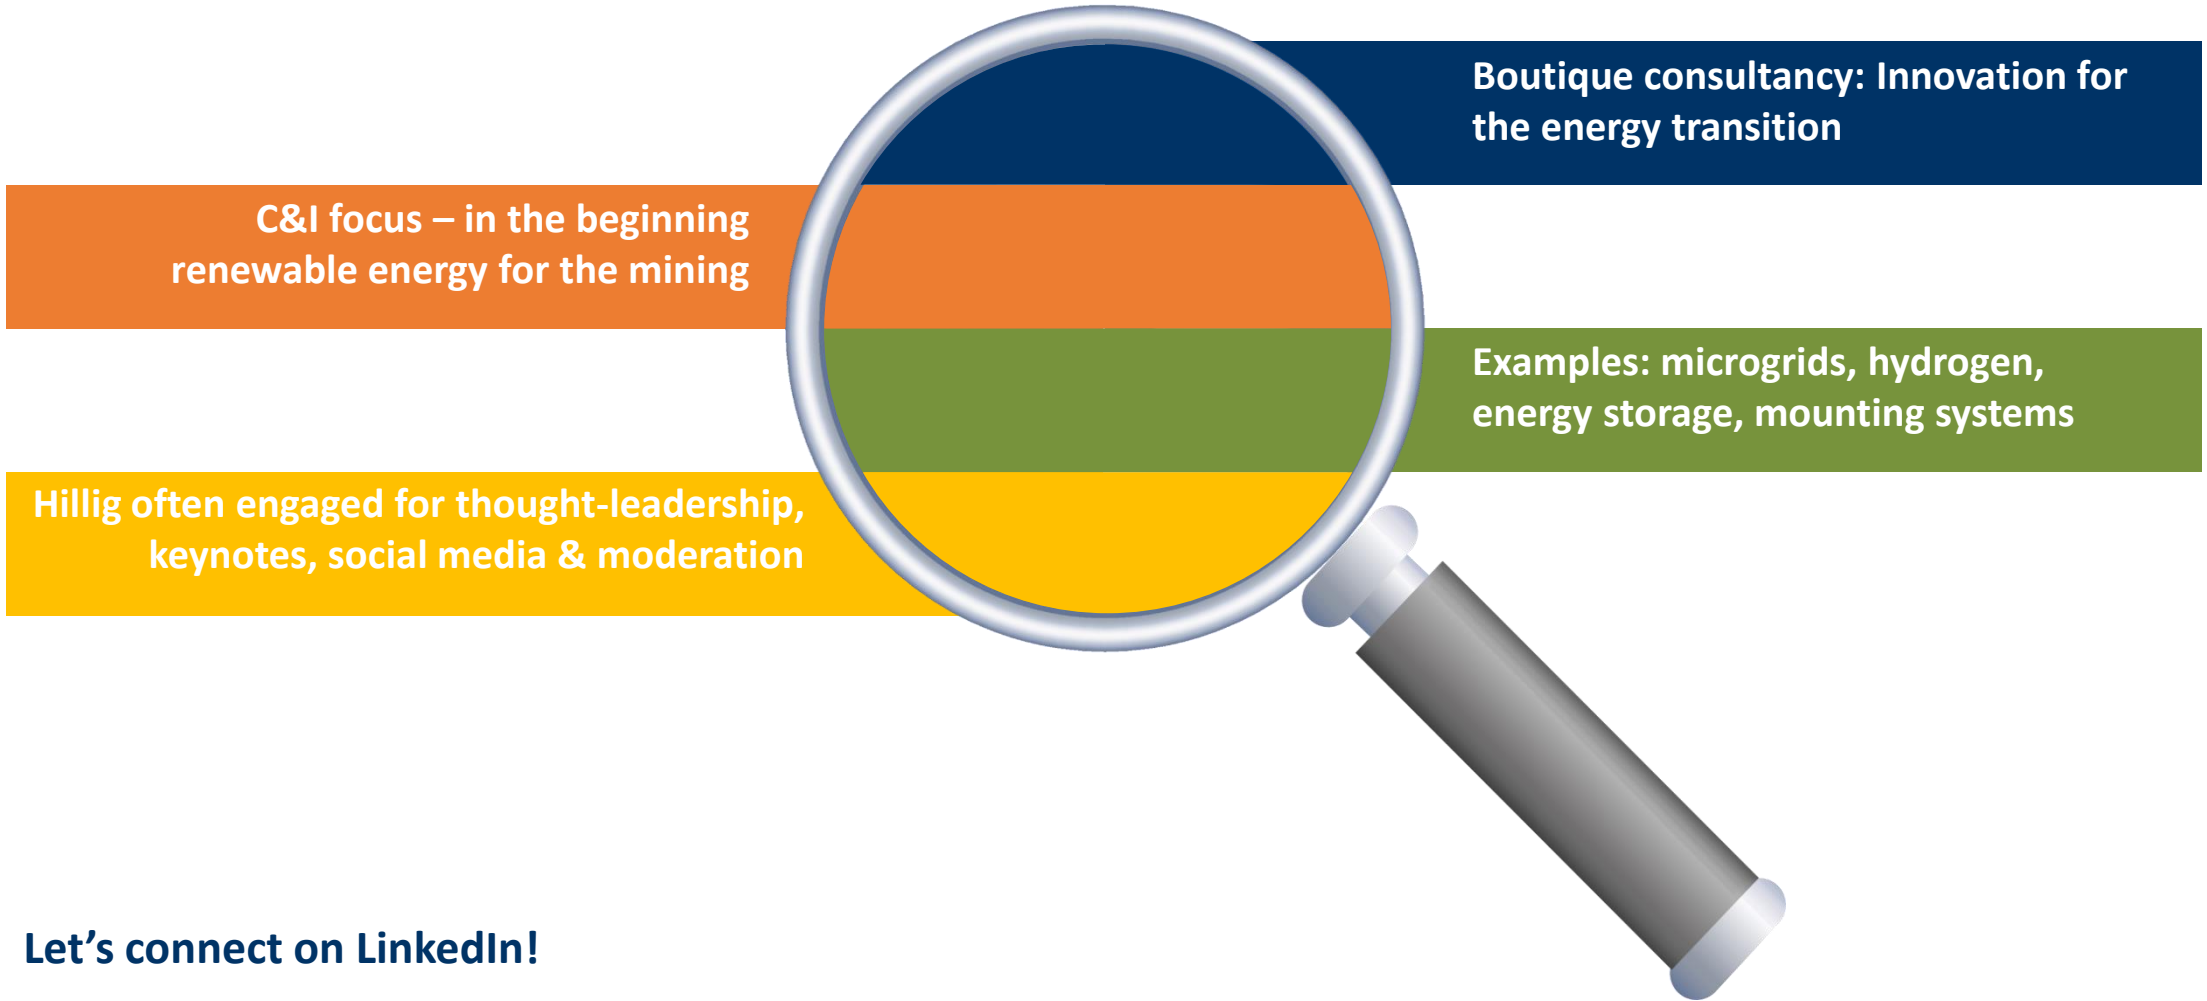 Boutique consultancy: Innovation for
the energy transition
C&I focus – in the beginning
renewable energy for the mining
Examples: microgrids, hydrogen,
energy storage, mounting systems
Hillig often engaged for thought-leadership,
keynotes, social media & moderation
Let’s connect on LinkedIn!